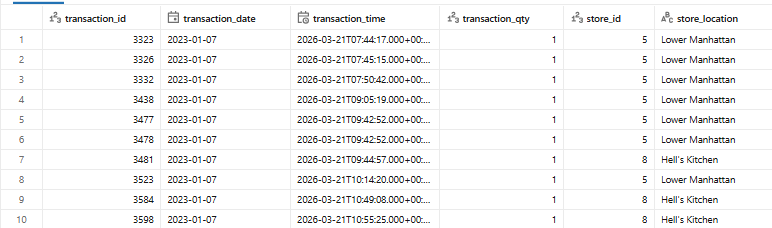 123 transaction_id transaction_date transaction_time 123 transaction_qty 123 store_id ABC store_location
1 3323 2023-01-07 2026-03-21T07:44:17.000+00:... 1 5 Lower Manhattan
2 3326 2023-01-07 2026-03-21T07:45:15.000+00:... 1 5 Lower Manhattan
3 3332 2023-01-07 2026-03-21T07:50:42.000+00:... 1 5 Lower Manhattan
4 3438 2023-01-07 2026-03-21T09:05:19.000+00:... 1 5 Lower Manhattan
5 3477 2023-01-07 2026-03-21T09:42:52.000+00:... 1 5 Lower Manhattan
6 3478 2023-01-07 2026-03-21T09:42:52.000+00:... 1 5 Lower Manhattan
7 3481 2023-01-07 2026-03-21T09:44:57.000+00:... 1 8 Hell's Kitchen
8 3523 2023-01-07 2026-03-21T10:14:20.000+00:... 1 5 Lower Manhattan
9 3584 2023-01-07 2026-03-21T10:49:08.000+00:... 1 8 Hell's Kitchen
10 3598 2023-01-07 2026-03-21T10:55:25.000+00:... 1 8 Hell's Kitchen